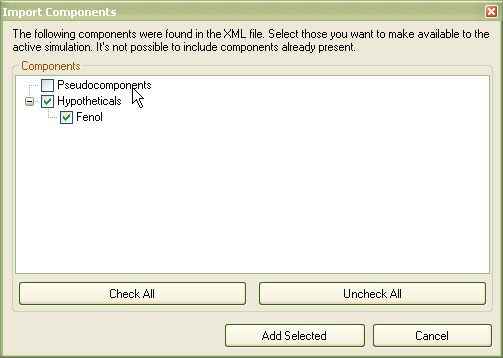 Import Components
The following components were found in the XML file. Select those you want to make available to the
active simulation. It's not possible to include components already present.
Components
Pseudocomponents
Hypotheticals
Fenol
Check All
Uncheck All
Add Selected
Cancel